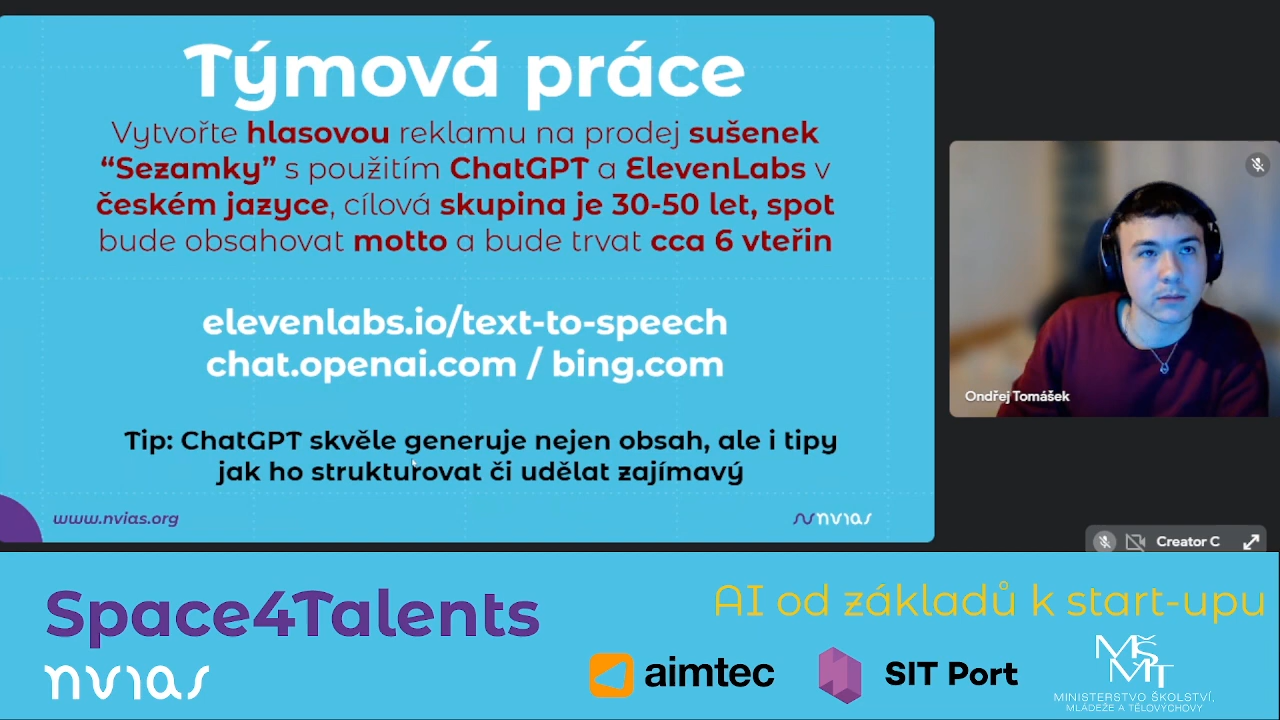 Týmová práce
Vytvořte hlasovou reklamu na prodej sušenek
“Sezamky” s použitím ChatGPT a ElevenLabs v
českém jazyce, cílová skupina je 30-50 let, spot
bude obsahovat motto a bude trvat cca 6 vteřin
elevenlabs.io/text-to-speech
chat.openai.com / bing.com
Tip: ChatGPT skvěle generuje nejen obsah, ale i tipy
jak ho strukturovat či udělat zajímavý
www.nvias.org
nvias
Ondřej Tomášek
Creator C
Space4Talents
AI od základů k start-upu
nvias
aimtec
SIT Port
MŠMT
MINISTERSTVO ŠKOLSTVÍ,
MLÁDEŽE A TĚLOVÝCHOVY